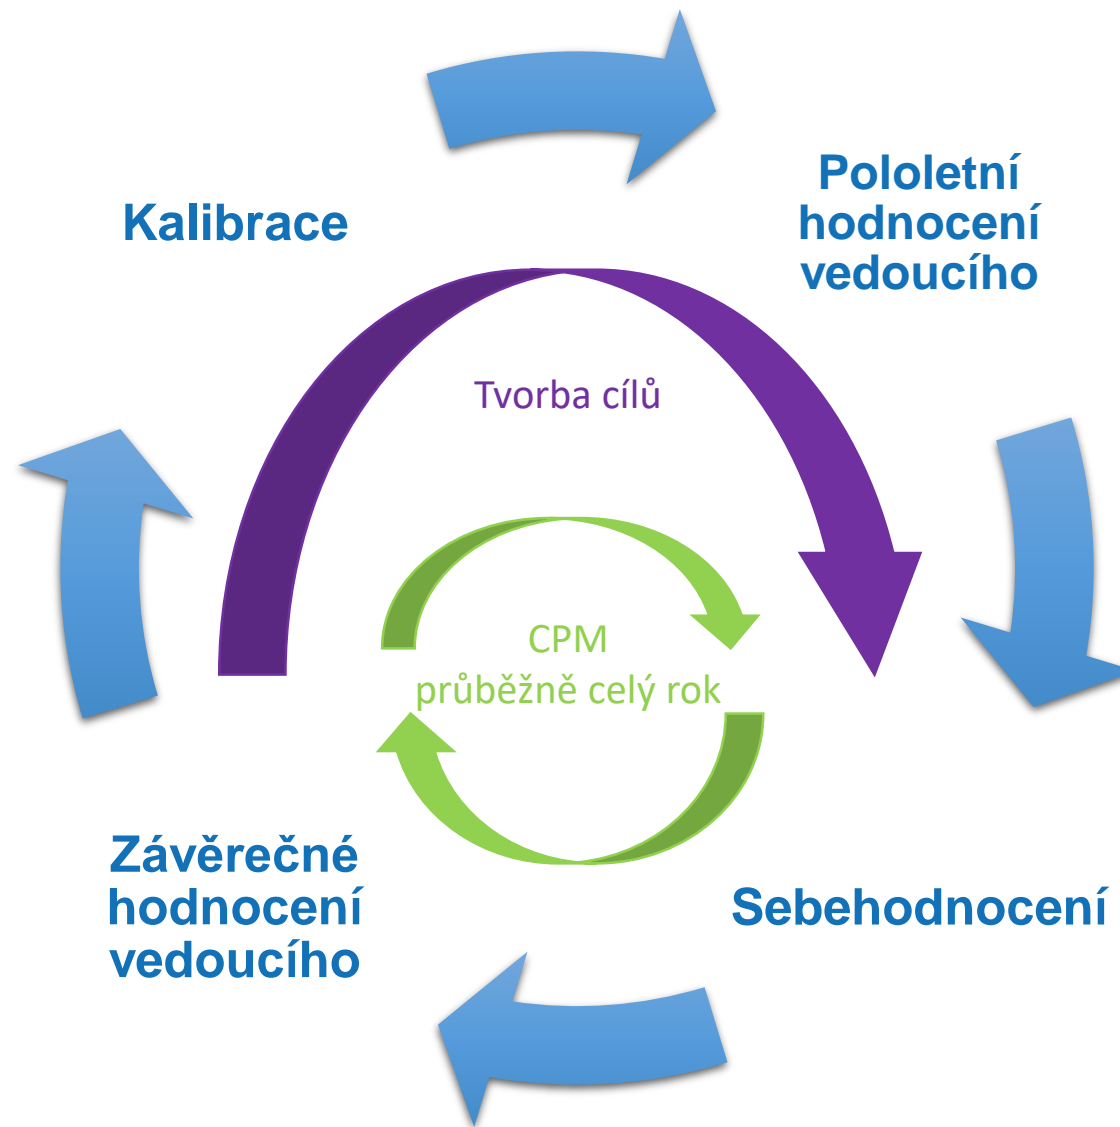 Kalibrace
Pololetní
hodnocení
vedoucího
Tvorba cílů
CPM
průběžně celý rok
Závěrečné
hodnocení
vedoucího
Sebehodnocení